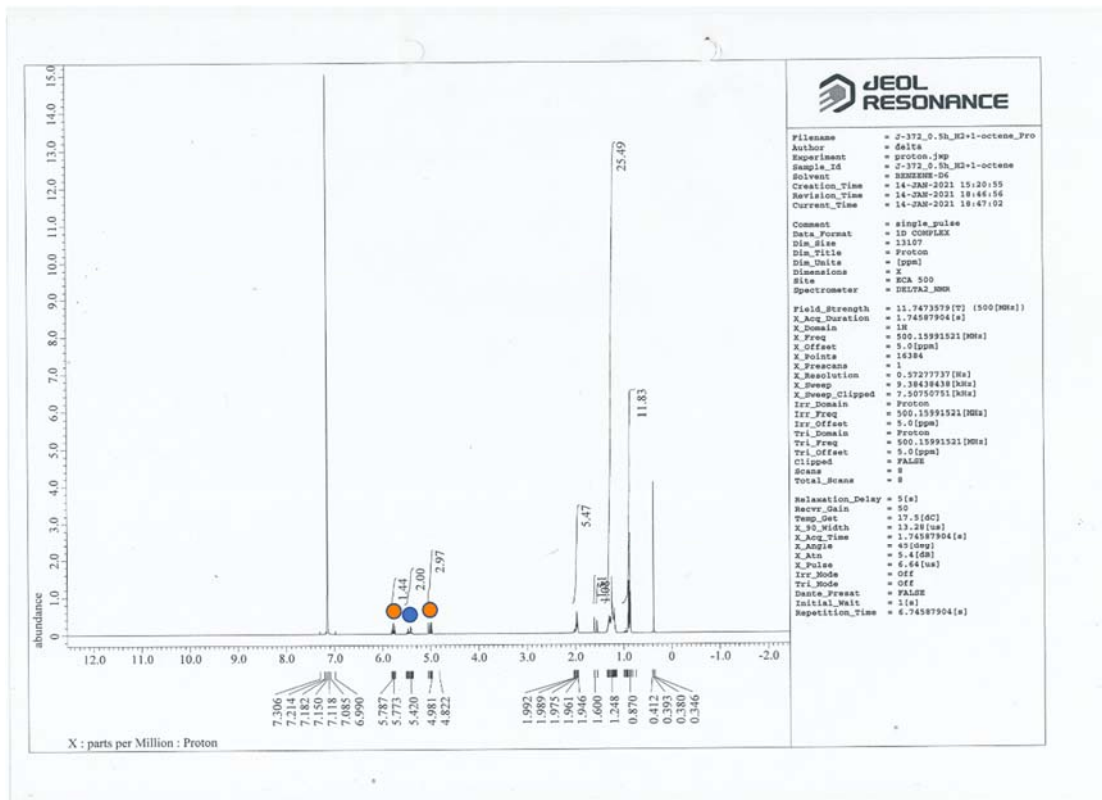 JEOL
RESONANCE
Filename = J-372_0.5h_H2+1-octene_Pro
Author = delta
Experiment = proton.jxp
Sample_Id = J-372_0.5h_H2+1-octene
Solvent = BENZENE-D6
Creation_Time = 14-JAN-2021 15:20:55
Revision_Time = 14-JAN-2021 18:46:56
Current_Time = 14-JAN-2021 18:47:02
Comment = single_pulse
Data_Format = 1D COMPLEX
Dim_Size = 13107
Dim_Title = Proton
Dim_Units = [ppm]
Dimensions = X
Site = ECA 500
Spectrometer = DELTA2_NMR
Field_Strength = 11.7473579[T] (500[MHz])
X_Acq_Duration = 1.74587904[s]
X_Domain = 1H
X_Freq = 500.15991521[MHz]
X_Offset = 5.0[ppm]
X_Points = 16384
X_Prescans = 1
X_Resolution = 0.57277737[Hz]
X_Sweep = 9.38438438[kHz]
X_Sweep_Clipped = 7.50750751[kHz]
Irr_Domain = Proton
Irr_Freq = 500.15991521[MHz]
Irr_Offset = 5.0[ppm]
Tri_Domain = Proton
Tri_Freq = 500.15991521[MHz]
Tri_Offset = 5.0[ppm]
Clipped = FALSE
Scans = 8
Total_Scans = 8
Relaxation_Delay = 5[s]
Recvr_Gain = 50
Temp_Get = 17.5[dC]
X_90_Width = 13.28[us]
X_Acq_Time = 1.74587904[s]
X_Angle = 45[deg]
X_Atn = 5.4[dB]
X_Pulse = 6.64[us]
Irr_Mode = Off
Tri_Mode = Off
Dante_Presat = FALSE
Initial_Wait = 1[s]
Repetition_Time = 6.74587904[s]
abundance
15.0
14.0
13.0
12.0
11.0
10.0
9.0
8.0
7.0
6.0
5.0
4.0
3.0
2.0
1.0
0
1.44
2.00
2.97
5.47
25.49
11.83
12.0 11.0 10.0 9.0 8.0 7.0 6.0 5.0 4.0 3.0 2.0 1.0 0 -1.0 -2.0
7.306
7.214
7.182
7.150
7.118
7.085
6.990
5.787
5.773
5.420
4.981
4.822
1.992
1.989
1.975
1.961
1.946
1.600
1.248
0.870
0.412
0.393
0.380
0.346
X : parts per Million : Proton